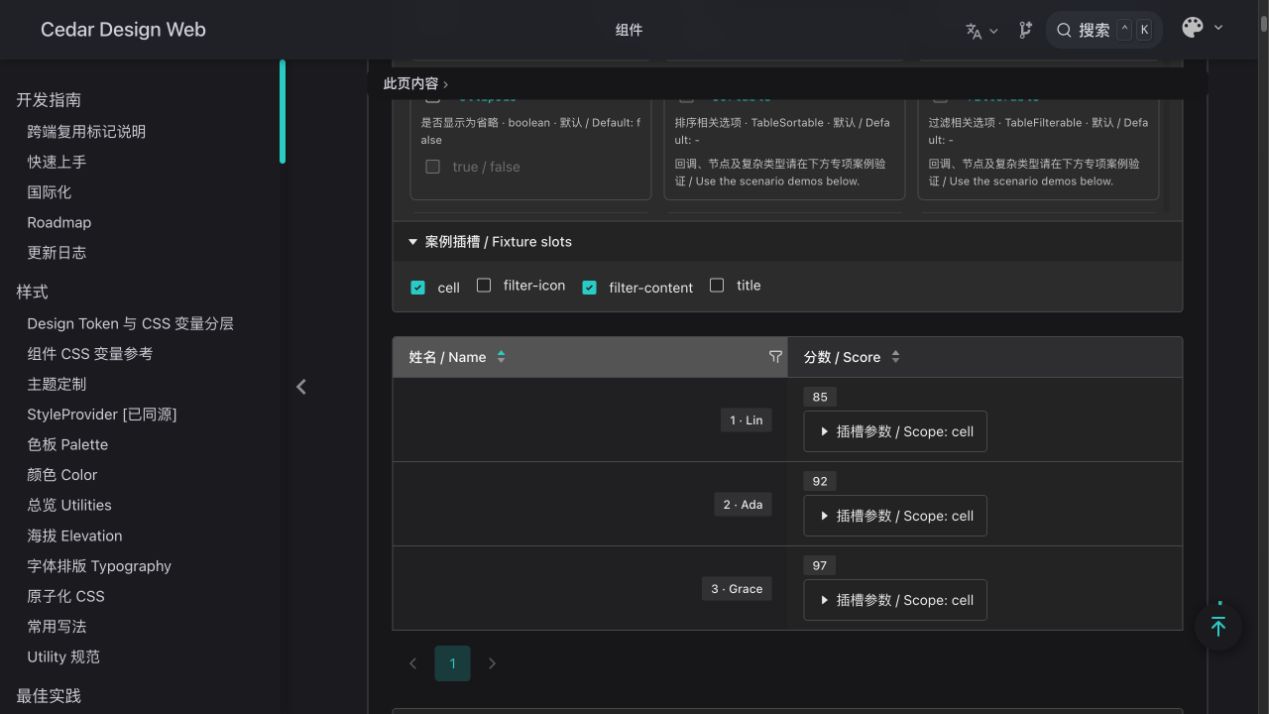 Cedar Design Web
组件
搜索
^
K
开发指南
跨端复用标记说明
快速上手
国际化
Roadmap
更新日志
样式
Design Token 与 CSS 变量分层
组件 CSS 变量参考
主题定制
StyleProvider [已同源]
色板 Palette
颜色 Color
总览 Utilities
海拔 Elevation
字体排版 Typography
原子化 CSS
常用写法
Utility 规范
最佳实践
此页内容 ›
是否显示为省略 · boolean · 默认 / Default: f
alse
true / false
排序相关选项 · TableSortable · 默认 / Defa
ult: -
回调、节点及复杂类型请在下方专项案例验
证 / Use the scenario demos below.
过滤相关选项 · TableFilterable · 默认 / Defa
ult: -
回调、节点及复杂类型请在下方专项案例验
证 / Use the scenario demos below.
案例插槽 / Fixture slots
cell
filter-icon
filter-content
title
姓名 / Name
分数 / Score
1 · Lin
85
插槽参数 / Scope: cell
2 · Ada
92
插槽参数 / Scope: cell
3 · Grace
97
插槽参数 / Scope: cell
1